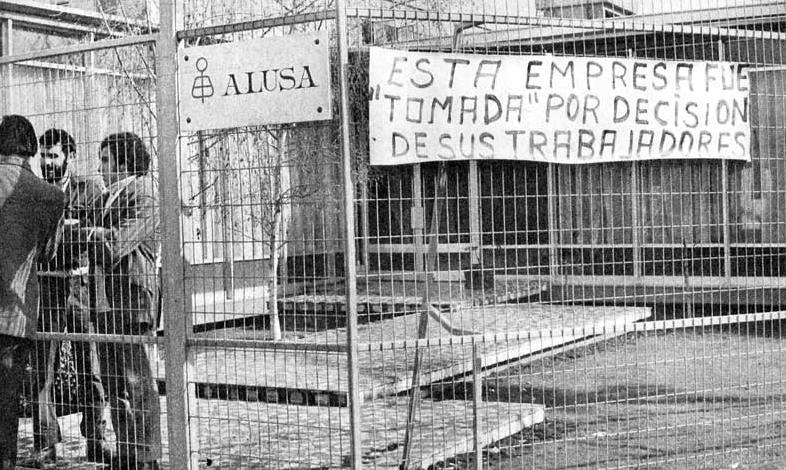 ALUSA
ESTA EMPRESA FUE
"TOMADA" POR DECISION
DE SUS TRABAJADORES